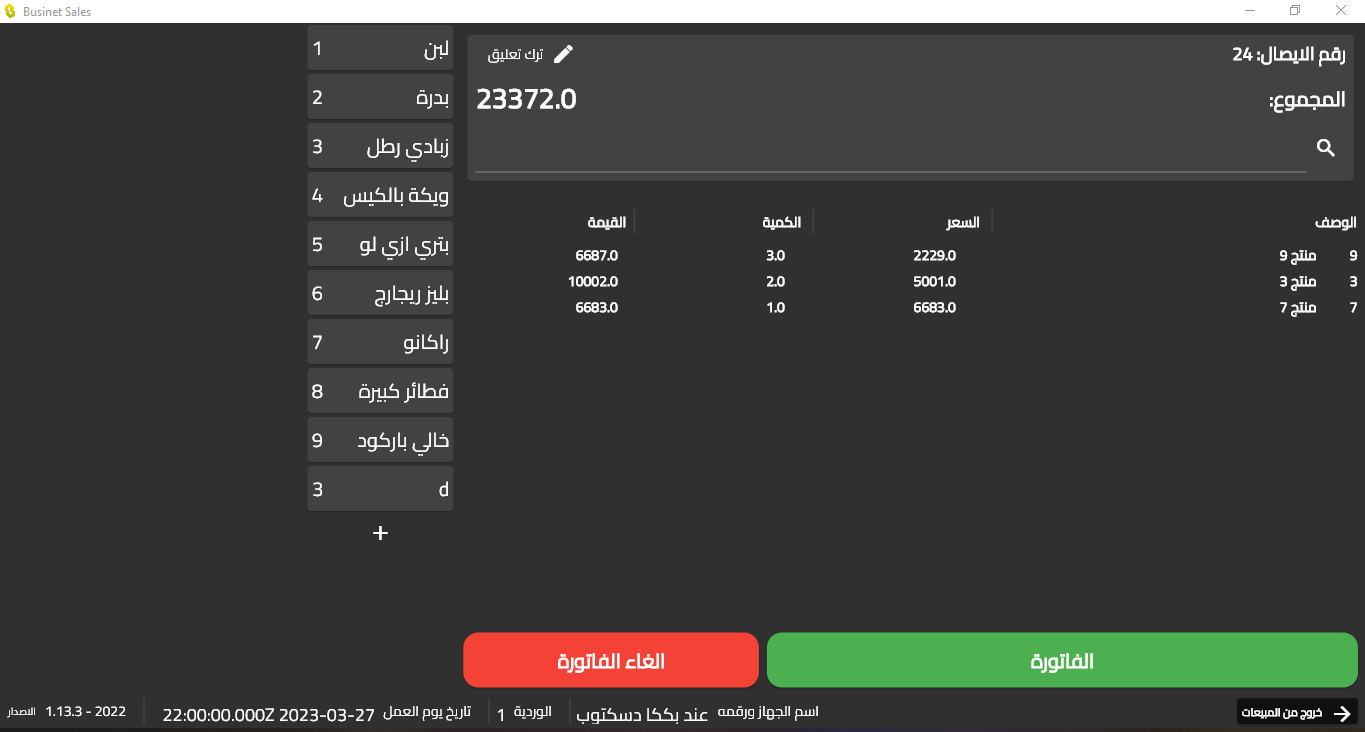 Businet Sales
رقم الايصال: 24
ترك تعليق
المجموع:
23372.0
الوصف السعر الكمية القيمة
9 منتج 9 2229.0 3.0 6687.0
3 منتج 3 5001.0 2.0 10002.0
7 منتج 7 6683.0 1.0 6683.0
لبن 1
بدرة 2
زبادي رطل 3
ويكة بالكيس 4
بتري ازي لو 5
بليز ريجارج 6
راكانو 7
فطائر كبيرة 8
خالي باركود 9
d 3
+
الفاتورة
الغاء الفاتورة
خروج من المبيعات
اسم الجهاز ورقمه عند بككا دسكتوب
الوردية 1
تاريخ يوم العمل 2023-03-27 22:00:00.000Z
2022 - 1.13.3 الاصدار